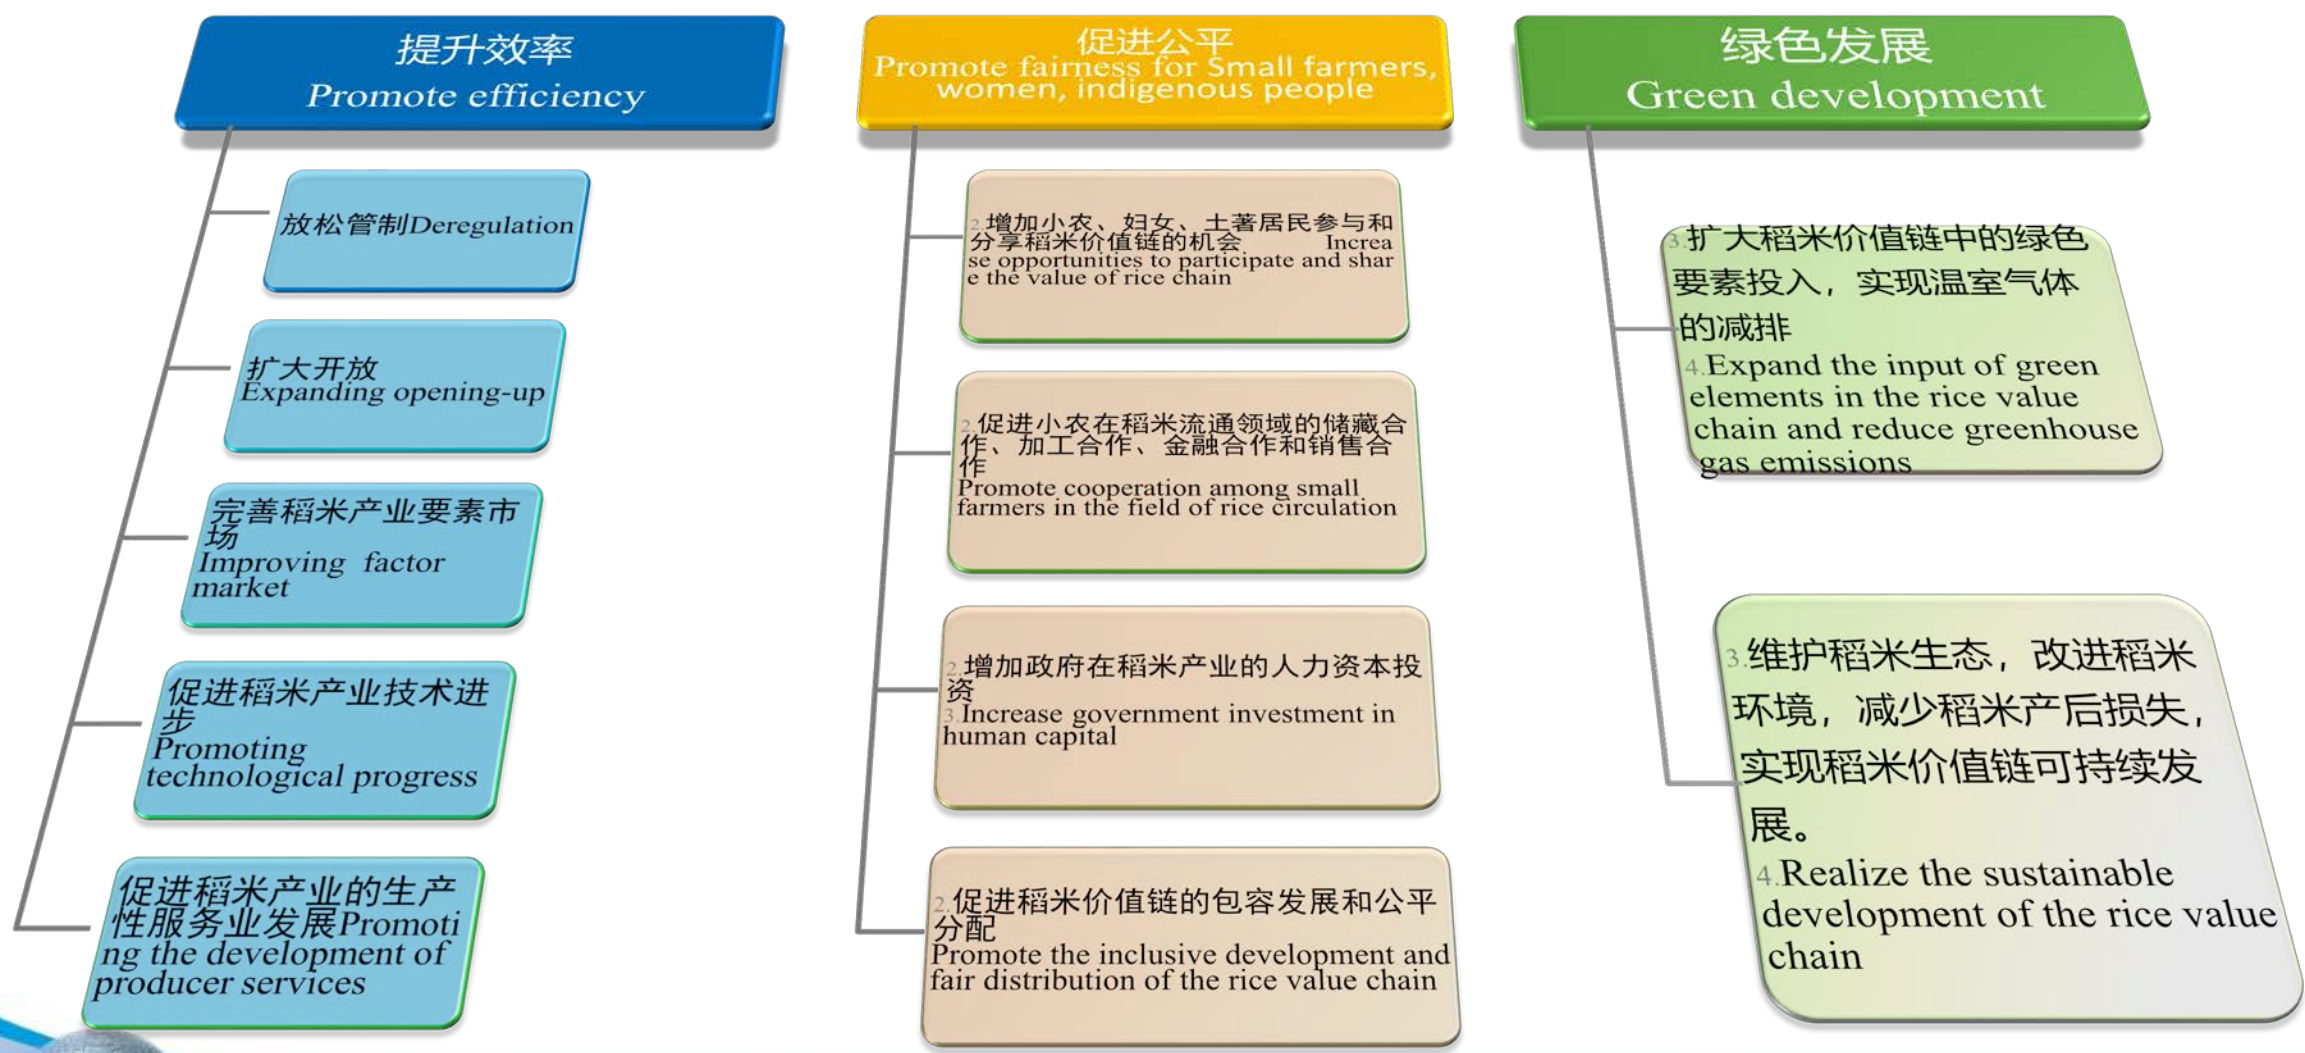 提升效率
Promote efficiency
放松管制Deregulation
扩大开放
Expanding opening-up
完善稻米产业要素市
场
Improving factor
market
促进稻米产业技术进
步
Promoting
technological progress
促进稻米产业的生产
性服务业发展Promoti
ng the development of
producer services
促进公平
Promote fairness for Small farmers,
women, indigenous people
2.增加小农、妇女、土著居民参与和
分享稻米价值链的机会 Increa
se opportunities to participate and shar
e the value of rice chain
2.促进小农在稻米流通领域的储藏合
作、加工合作、金融合作和销售合
作
Promote cooperation among small
farmers in the field of rice circulation
2.增加政府在稻米产业的人力资本投
资
3.Increase government investment in
human capital
2.促进稻米价值链的包容发展和公平
分配
Promote the inclusive development and
fair distribution of the rice value chain
绿色发展
Green development
3.扩大稻米价值链中的绿色
要素投入，实现温室气体
的减排
4.Expand the input of green
elements in the rice value
chain and reduce greenhouse
gas emissions
3.维护稻米生态，改进稻米
环境，减少稻米产后损失，
实现稻米价值链可持续发
展。
4.Realize the sustainable
development of the rice value
chain